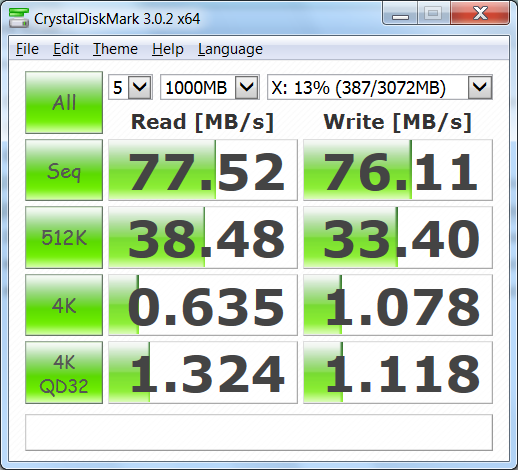 CrystalDiskMark 3.0.2 x64
File Edit Theme Help Language
All 5 1000MB X: 13% (387/3072MB)
Read [MB/s] Write [MB/s]
Seq 77.52 76.11
512K 38.48 33.40
4K 0.635 1.078
4K QD32 1.324 1.118